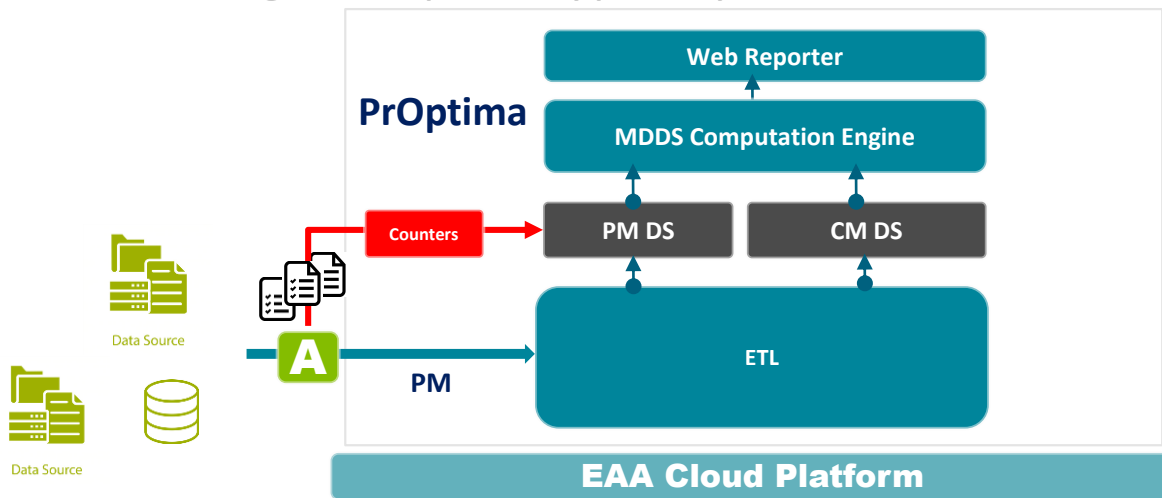 Web Reporter
PrOptima
MDDS Computation Engine
Counters
PM DS
CM DS
Data Source
A
ETL
PM
Data Source
EAA Cloud Platform